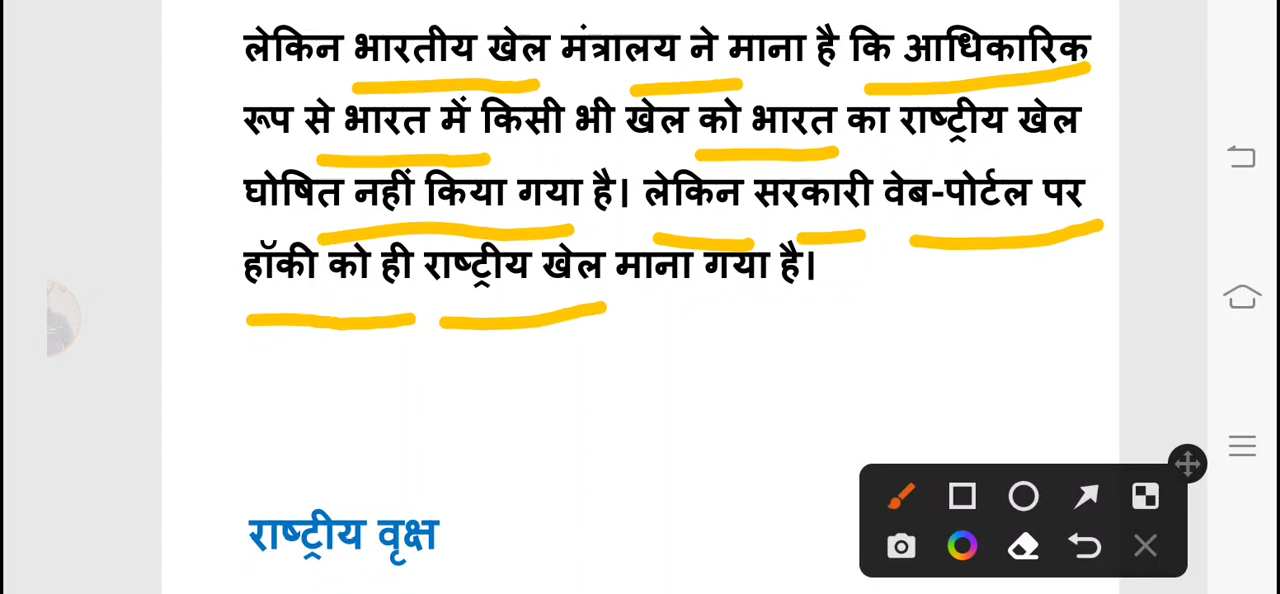 लेकिन भारतीय खेल मंत्रालय ने माना है कि आधिकारिक
रूप से भारत में किसी भी खेल को भारत का राष्ट्रीय खेल
घोषित नहीं किया गया है। लेकिन सरकारी वेब-पोर्टल पर
हॉकी को ही राष्ट्रीय खेल माना गया है।
राष्ट्रीय वृक्ष